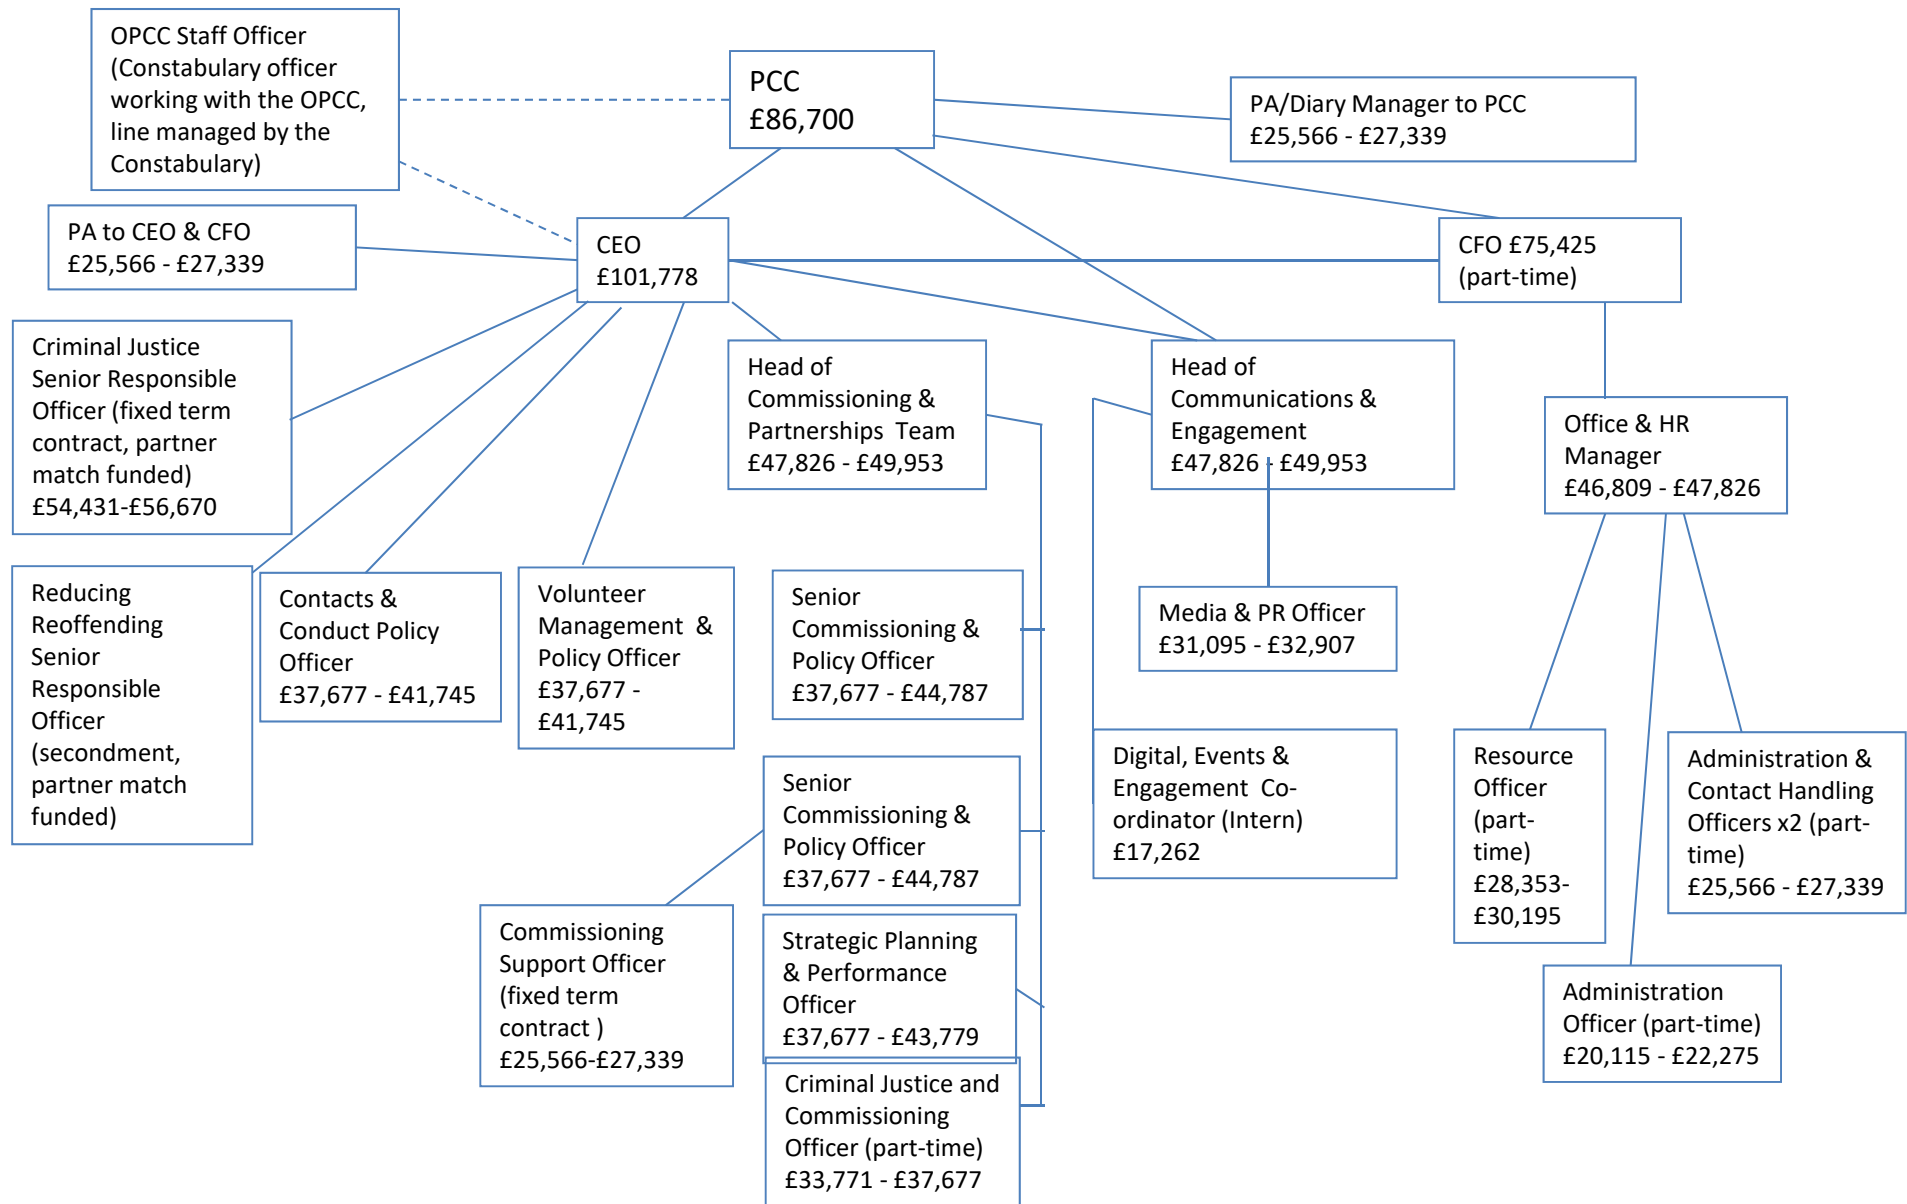 OPCC Staff Officer
(Constabulary officer
working with the OPCC,
line managed by the
Constabulary)
PCC
£86,700
PA/Diary Manager to PCC
£25,566 - £27,339
PA to CEO & CFO
£25,566 - £27,339
CEO
£101,778
CFO £75,425
(part-time)
Criminal Justice
Senior Responsible
Officer (fixed term
contract, partner
match funded)
£54,431-£56,670
Head of
Commissioning &
Partnerships Team
£47,826 - £49,953
Head of
Communications &
Engagement
£47,826 - £49,953
Office & HR
Manager
£46,809 - £47,826
Reducing
Reoffending
Senior
Responsible
Officer
(secondment,
partner match
funded)
Contacts &
Conduct Policy
Officer
£37,677 - £41,745
Volunteer
Management &
Policy Officer
£37,677 -
£41,745
Senior
Commissioning &
Policy Officer
£37,677 - £44,787
Media & PR Officer
£31,095 - £32,907
Senior
Commissioning &
Policy Officer
£37,677 - £44,787
Digital, Events &
Engagement Co-
ordinator (Intern)
£17,262
Resource
Officer
(part-
time)
£28,353-
£30,195
Administration &
Contact Handling
Officers x2 (part-
time)
£25,566 - £27,339
Commissioning
Support Officer
(fixed term
contract )
£25,566-£27,339
Strategic Planning
& Performance
Officer
£37,677 - £43,779
Administration
Officer (part-time)
£20,115 - £22,275
Criminal Justice and
Commissioning
Officer (part-time)
£33,771 - £37,677